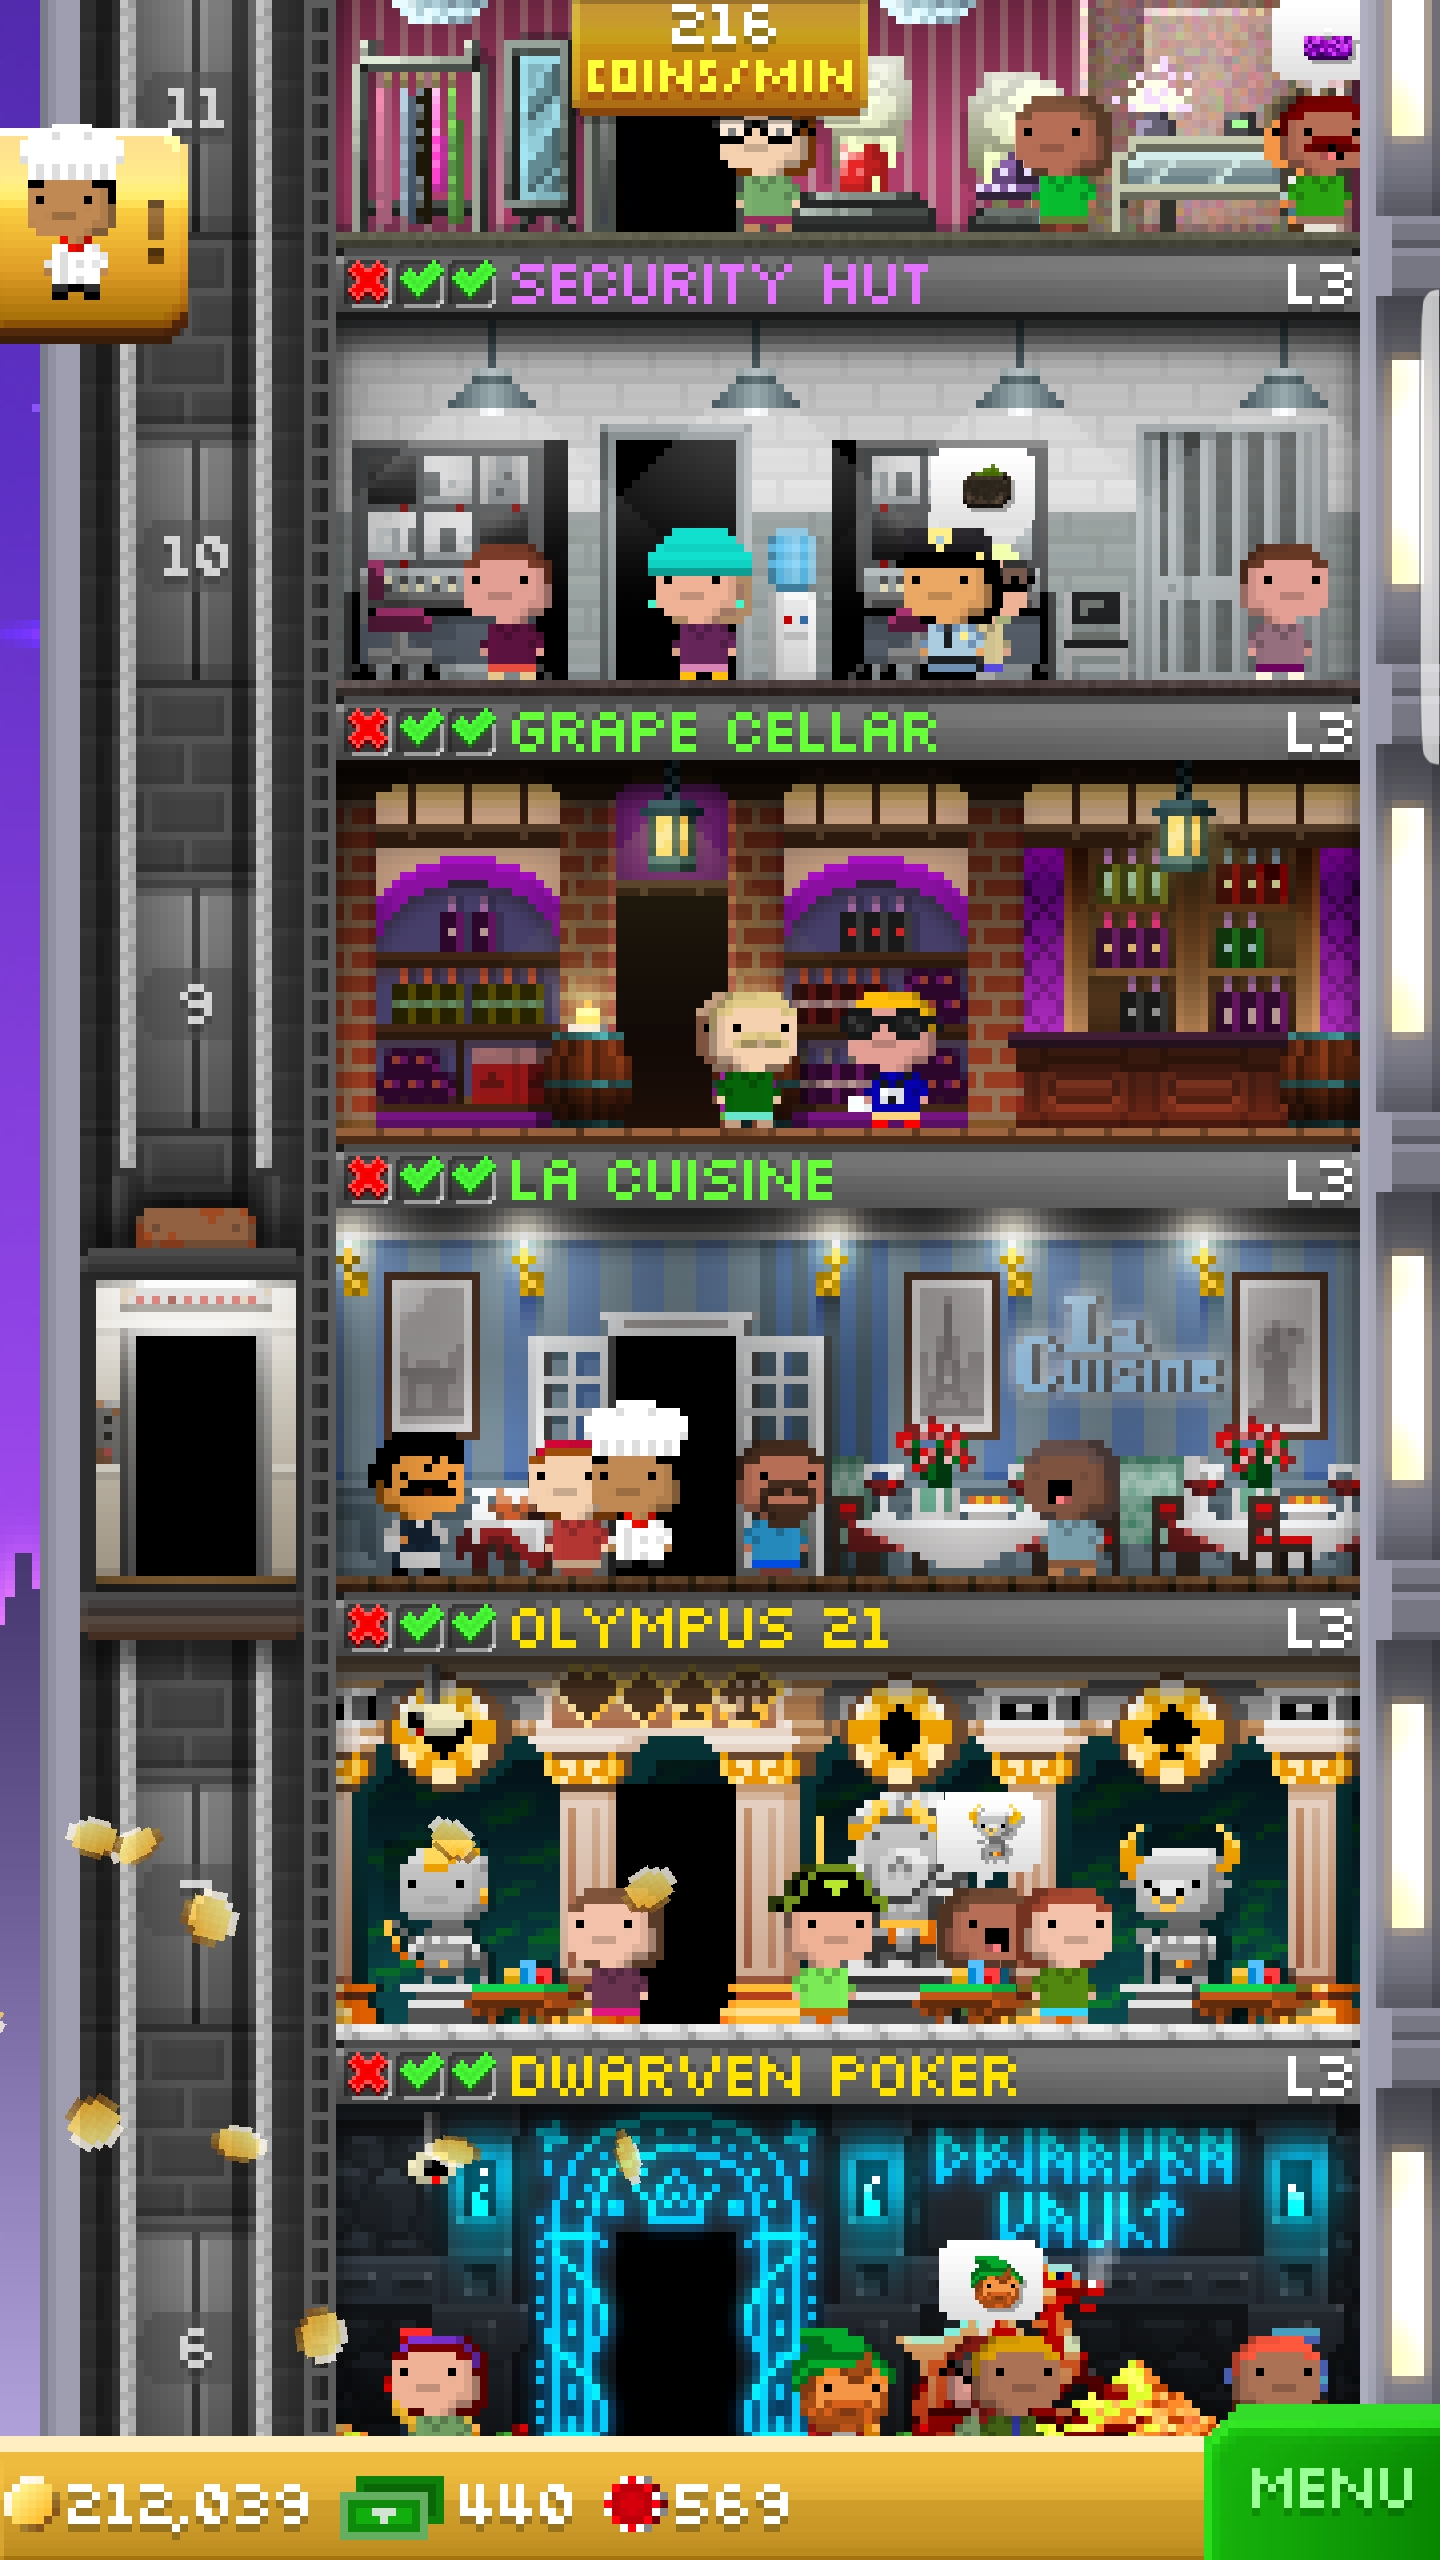 216
COINS/MIN
11
!
SECURITY HUT
L3
10
GRAPE CELLAR
L3
9
LA CUISINE
L3
La
Cuisine
OLYMPUS 21
L3
DWARVEN POKER
L3
DWARVEN
VAULT
6
212,039
440
569
MENU